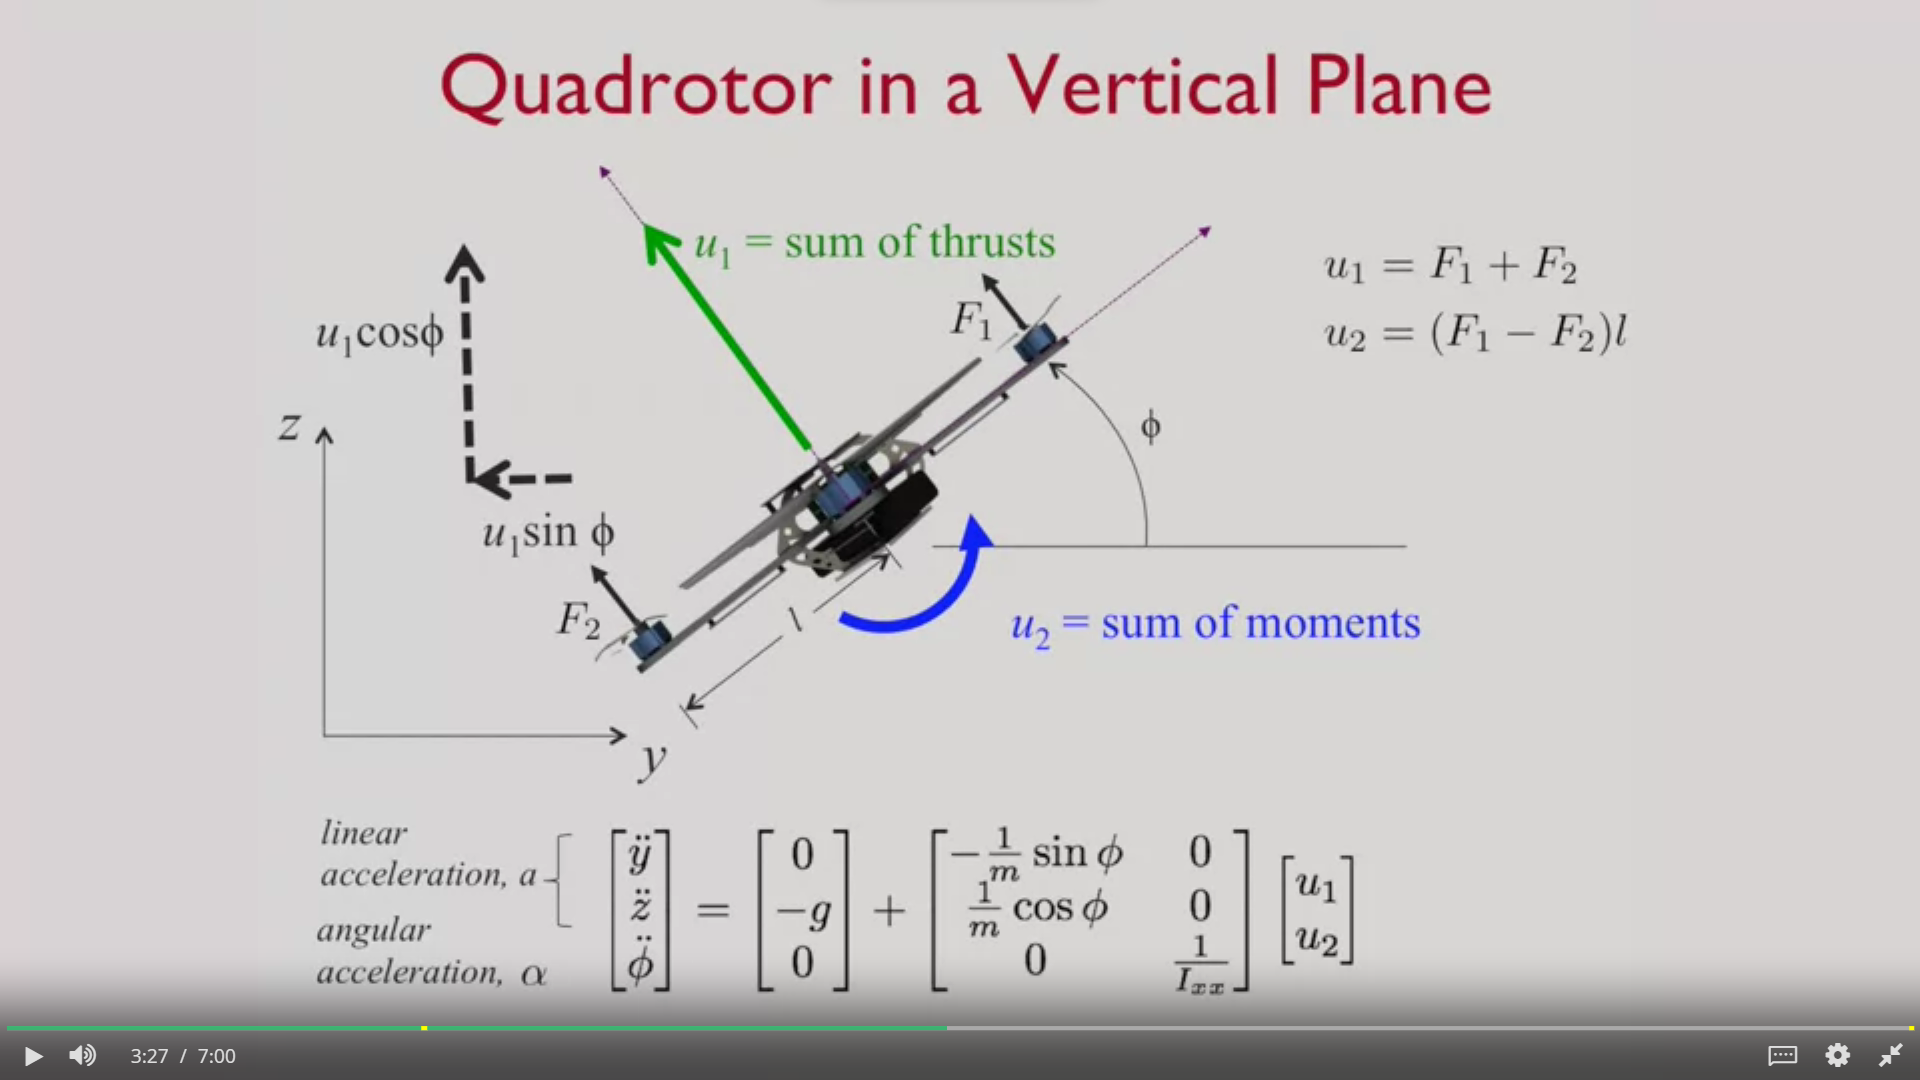 Quadrotor in a Vertical Plane
u₁ = sum of thrusts
u₁ = F₁ + F₂
u₂ = (F₁ − F₂)l
F₁
u₁cosϕ
ϕ
z
u₁sin ϕ
F₂
l
u₂ = sum of moments
y
linear
acceleration, a
angular
acceleration, α
[ÿ z̈ ϕ̈] = [0 −g 0] + [−1/m sin ϕ 0 1/m cos ϕ 0 0 1/Iₓₓ] [u₁ u₂]
3:27 / 7:00